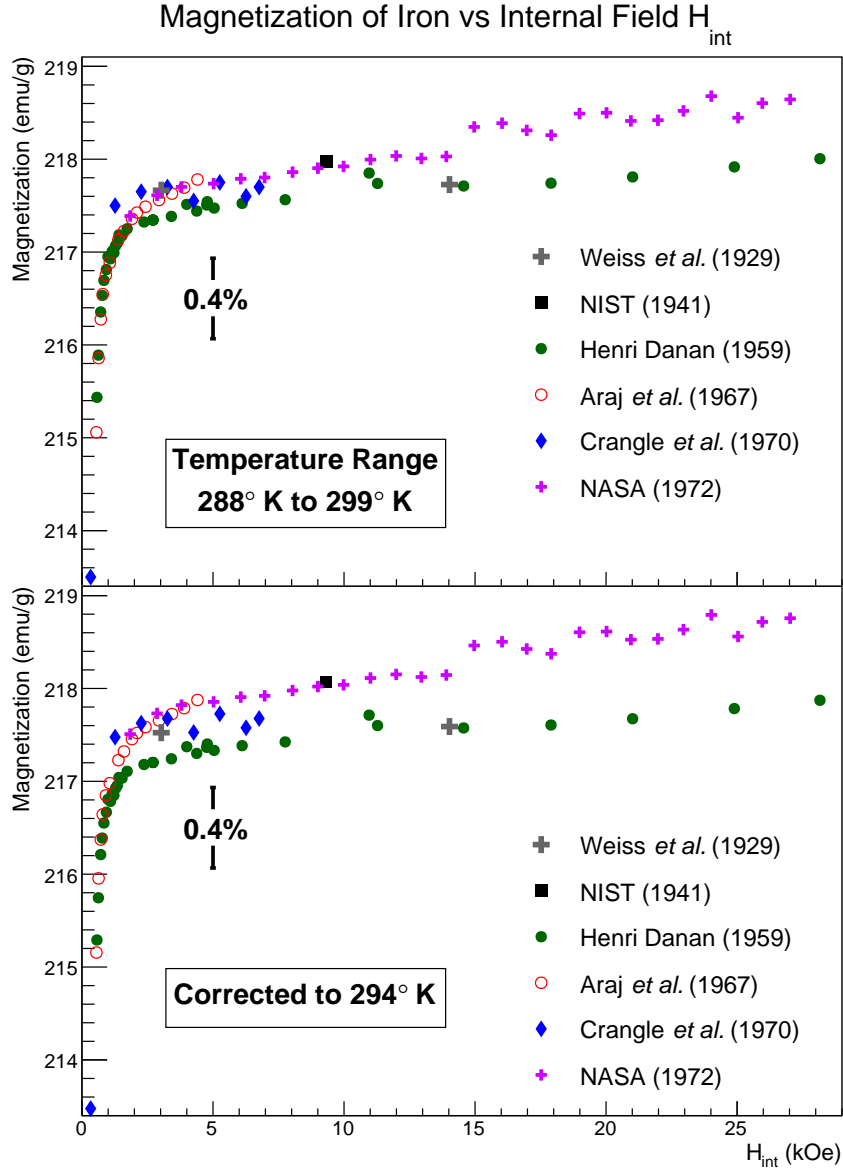 Magnetization of Iron vs Internal Field H_int
Magnetization (emu/g)
219
218
217
216
215
214
0.4%
Weiss et al. (1929)
NIST (1941)
Henri Danan (1959)
Araj et al. (1967)
Crangle et al. (1970)
NASA (1972)
Temperature Range
288° K to 299° K
Magnetization (emu/g)
219
218
217
216
215
214
0.4%
Weiss et al. (1929)
NIST (1941)
Henri Danan (1959)
Araj et al. (1967)
Crangle et al. (1970)
NASA (1972)
Corrected to 294° K
0 5 10 15 20 25
H_int (kOe)